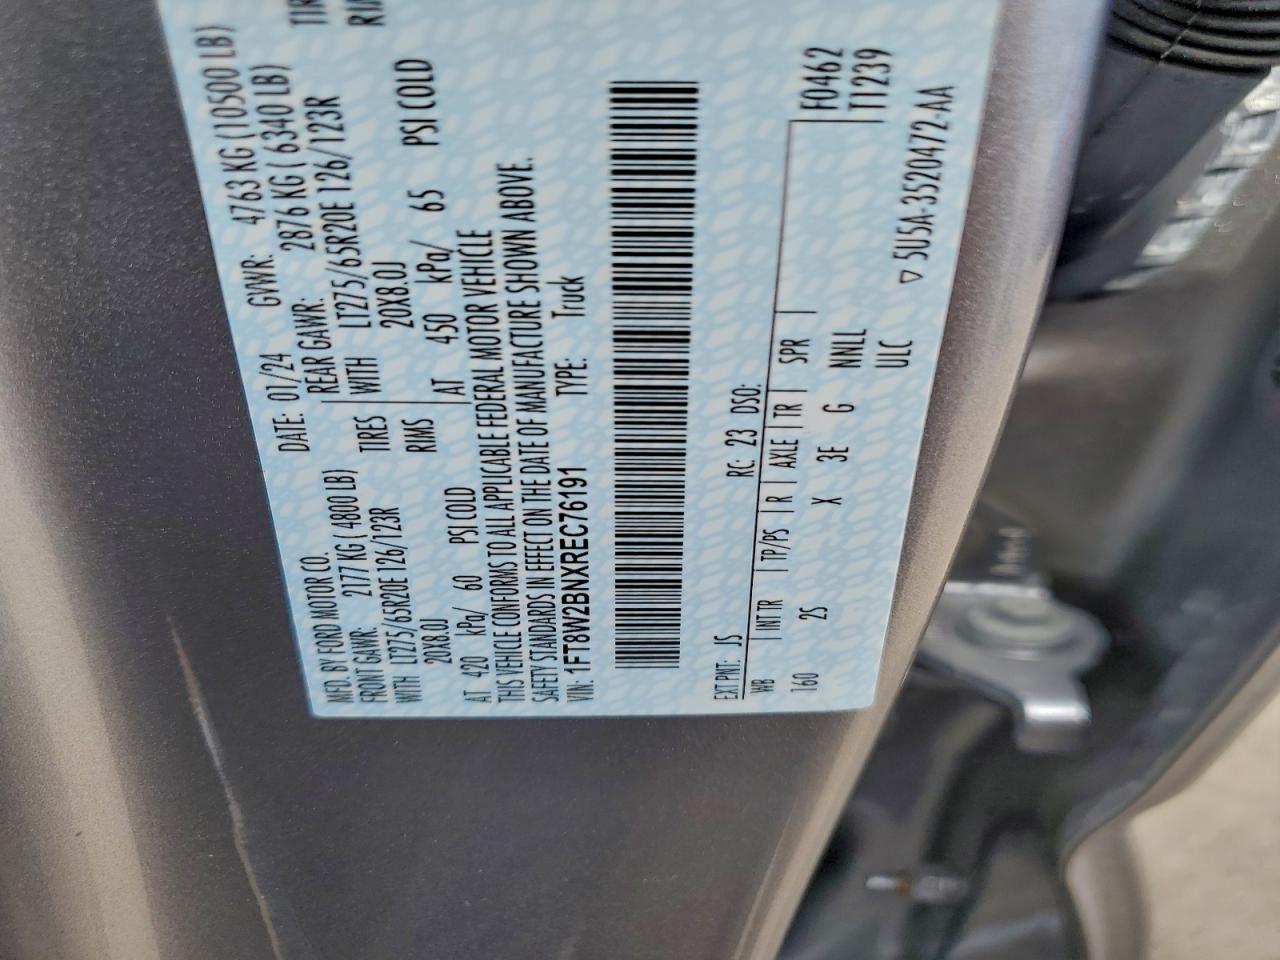 MFD. BY FORD MOTOR CO.
DATE: 01/24 GVWR: 4763 KG (10500 LB)
FRONT GAWR: 2177 KG (4800 LB) REAR GAWR: 2876 KG (6340 LB)
WITH LT275/65R20E 126/123R TIRES WITH LT275/65R20E 126/123R TIR
20X8.0J RIMS 20X8.0J RI
AT 420 kPa/ 60 PSI COLD AT 450 kPa/ 65 PSI COLD
THIS VEHICLE CONFORMS TO ALL APPLICABLE FEDERAL MOTOR VEHICLE
SAFETY STANDARDS IN EFFECT ON THE DATE OF MANUFACTURE SHOWN ABOVE.
VIN: 1FT8W2BNXREC76191 TYPE: Truck
EXT PNT: JS RC: 23 DSO: F0462
WB INT TR TP/PS R AXLE TR SPR T1239
160 2S X 3E G NNLL
ULC ▽ 5U5A-3520472-AA